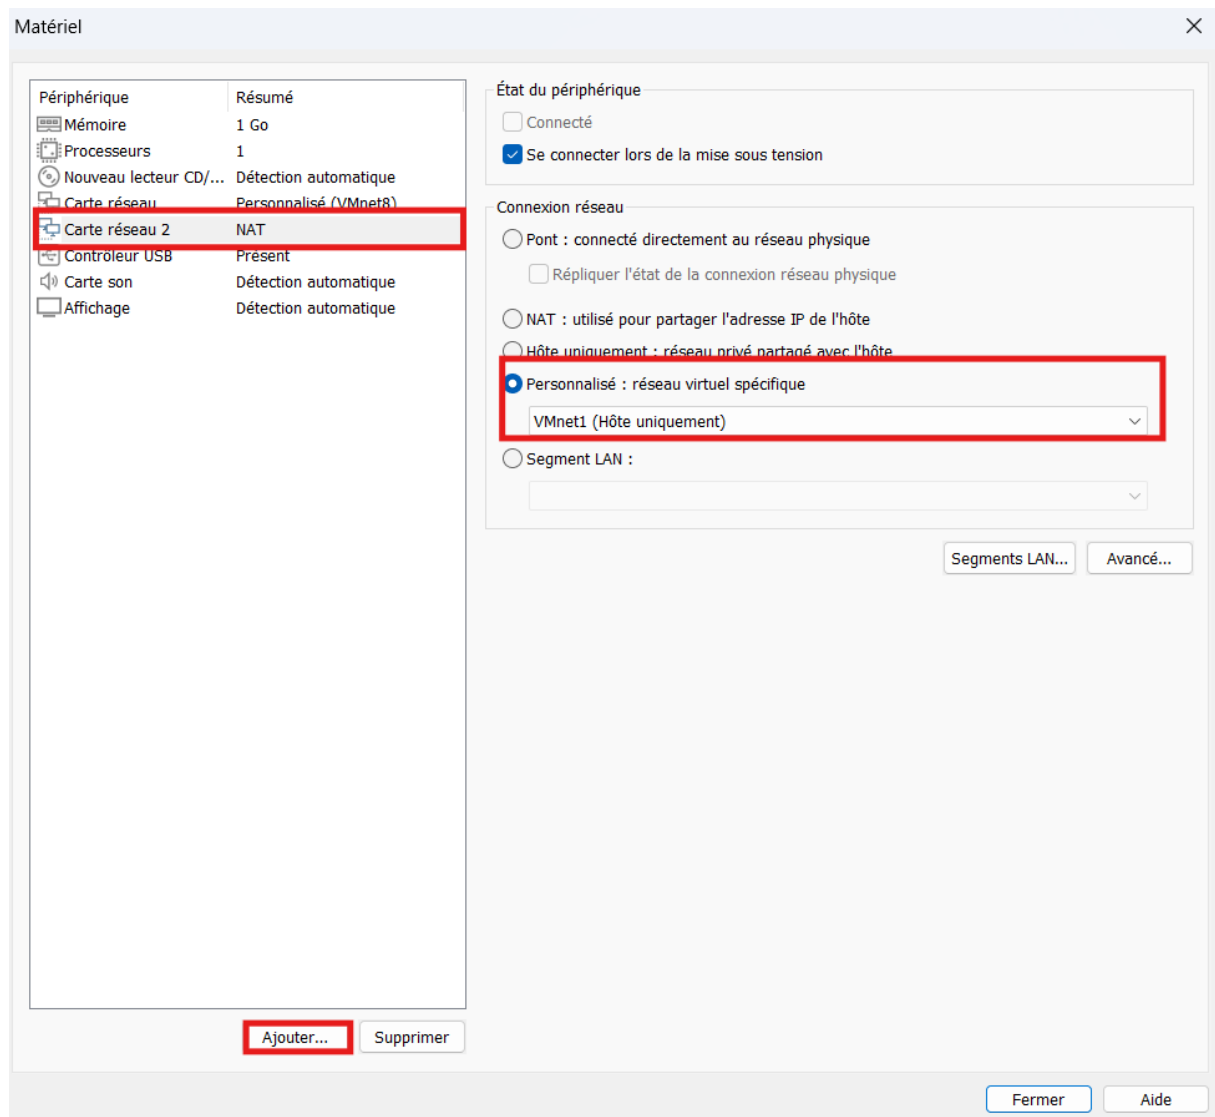 Matériel
Périphérique Résumé
Mémoire 1 Go
Processeurs 1
Nouveau lecteur CD/... Détection automatique
Carte réseau Personnalisé (VMnet8)
Carte réseau 2 NAT
Contrôleur USB Présent
Carte son Détection automatique
Affichage Détection automatique
Ajouter... Supprimer
État du périphérique
Connecté
Se connecter lors de la mise sous tension
Connexion réseau
Pont : connecté directement au réseau physique
Répliquer l'état de la connexion réseau physique
NAT : utilisé pour partager l'adresse IP de l'hôte
Hôte uniquement : réseau privé partagé avec l'hôte
Personnalisé : réseau virtuel spécifique
VMnet1 (Hôte uniquement)
Segment LAN :
Segments LAN... Avancé...
Fermer Aide